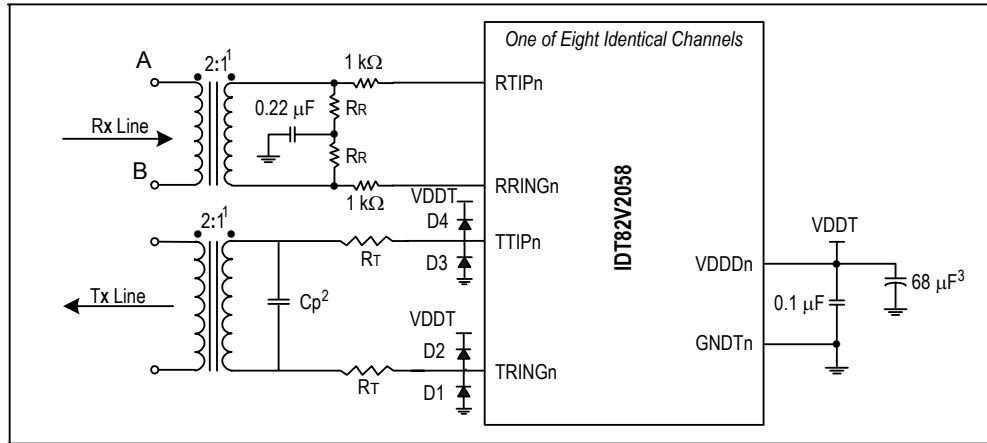 One of Eight Identical Channels
A
2:1¹
1 kΩ
RTIPn
0.22 µF
RR
Rx Line
RR
B
RRINGn
1 kΩ
VDDT
D4
2:1¹
TTIPn
RT
D3
VDDT
IDT82V2058
VDDDn
68 µF³
Tx Line
Cp²
0.1 µF
VDDT
GNDTn
D2
TRINGn
RT
D1